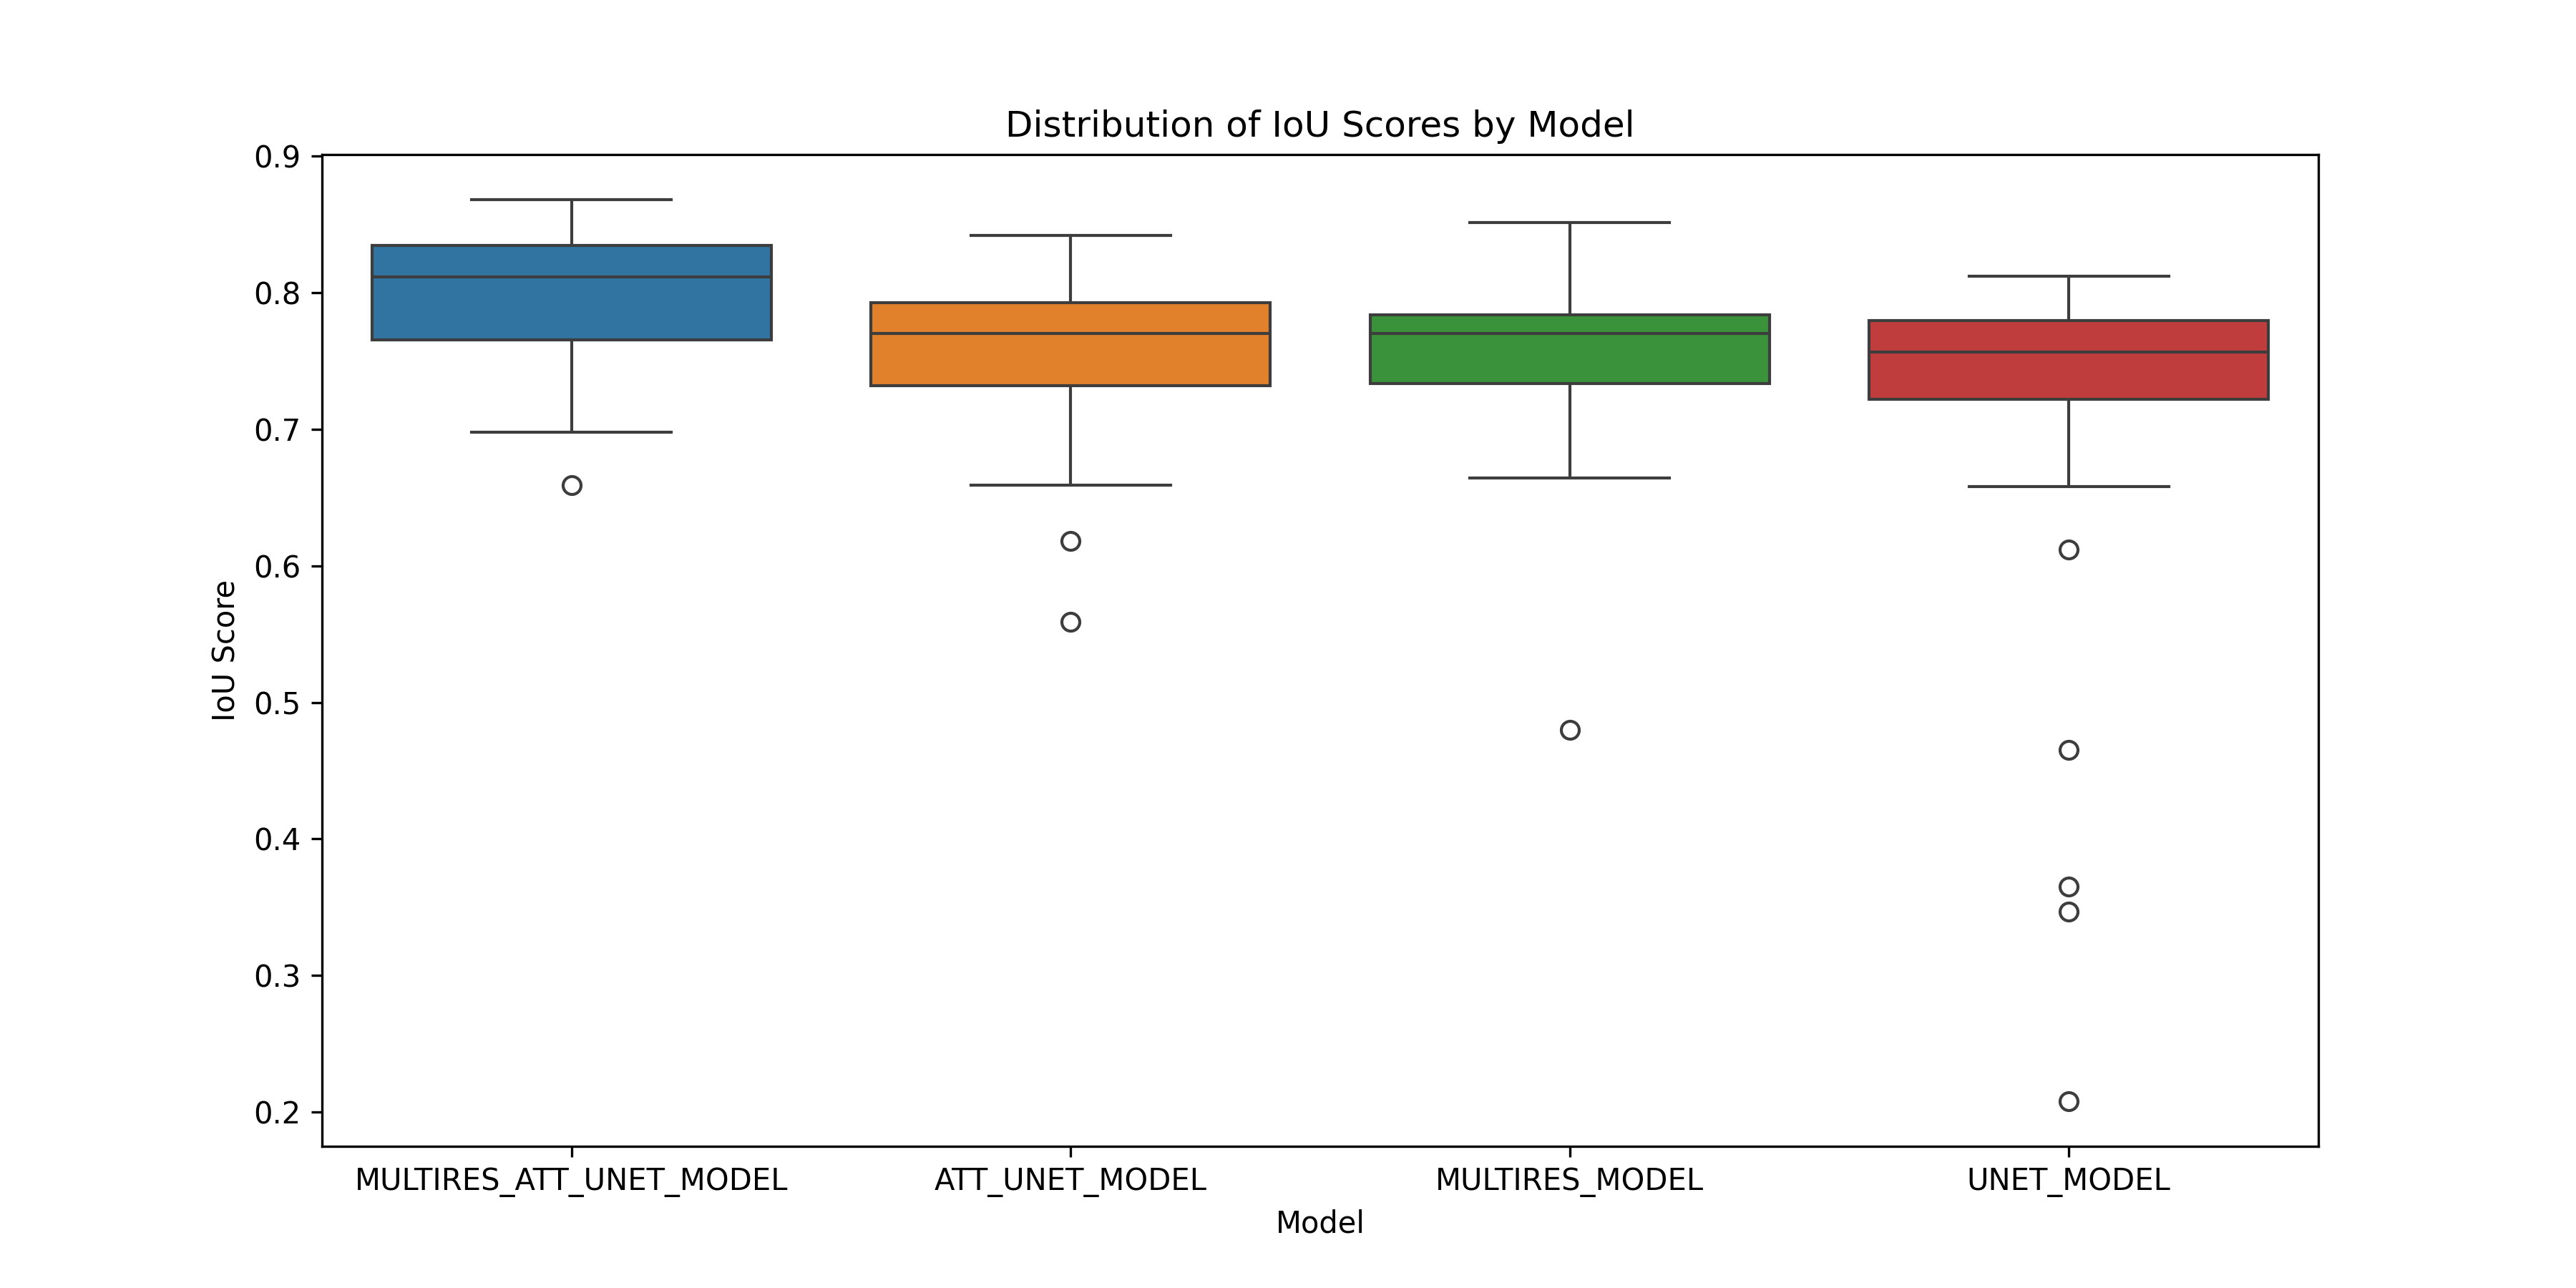 Distribution of IoU Scores by Model
0.9
0.8
0.7
0.6
0.5
0.4
0.3
0.2
IoU Score
MULTIRES_ATT_UNET_MODEL ATT_UNET_MODEL MULTIRES_MODEL UNET_MODEL
Model